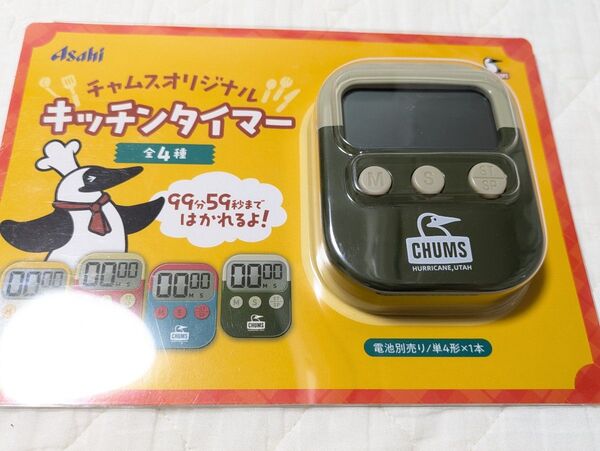 Asahi
チャムスオリジナル
キッチンタイマー
全4種
99分59秒まで
はかれるよ!
M
S
ST
SP
CHUMS
HURRICANE, UTAH
00 00
00 00
M S
00 00
M S
00 00
M S
M S
CHUMS
電池別売り/単4形×1本
CHUMS